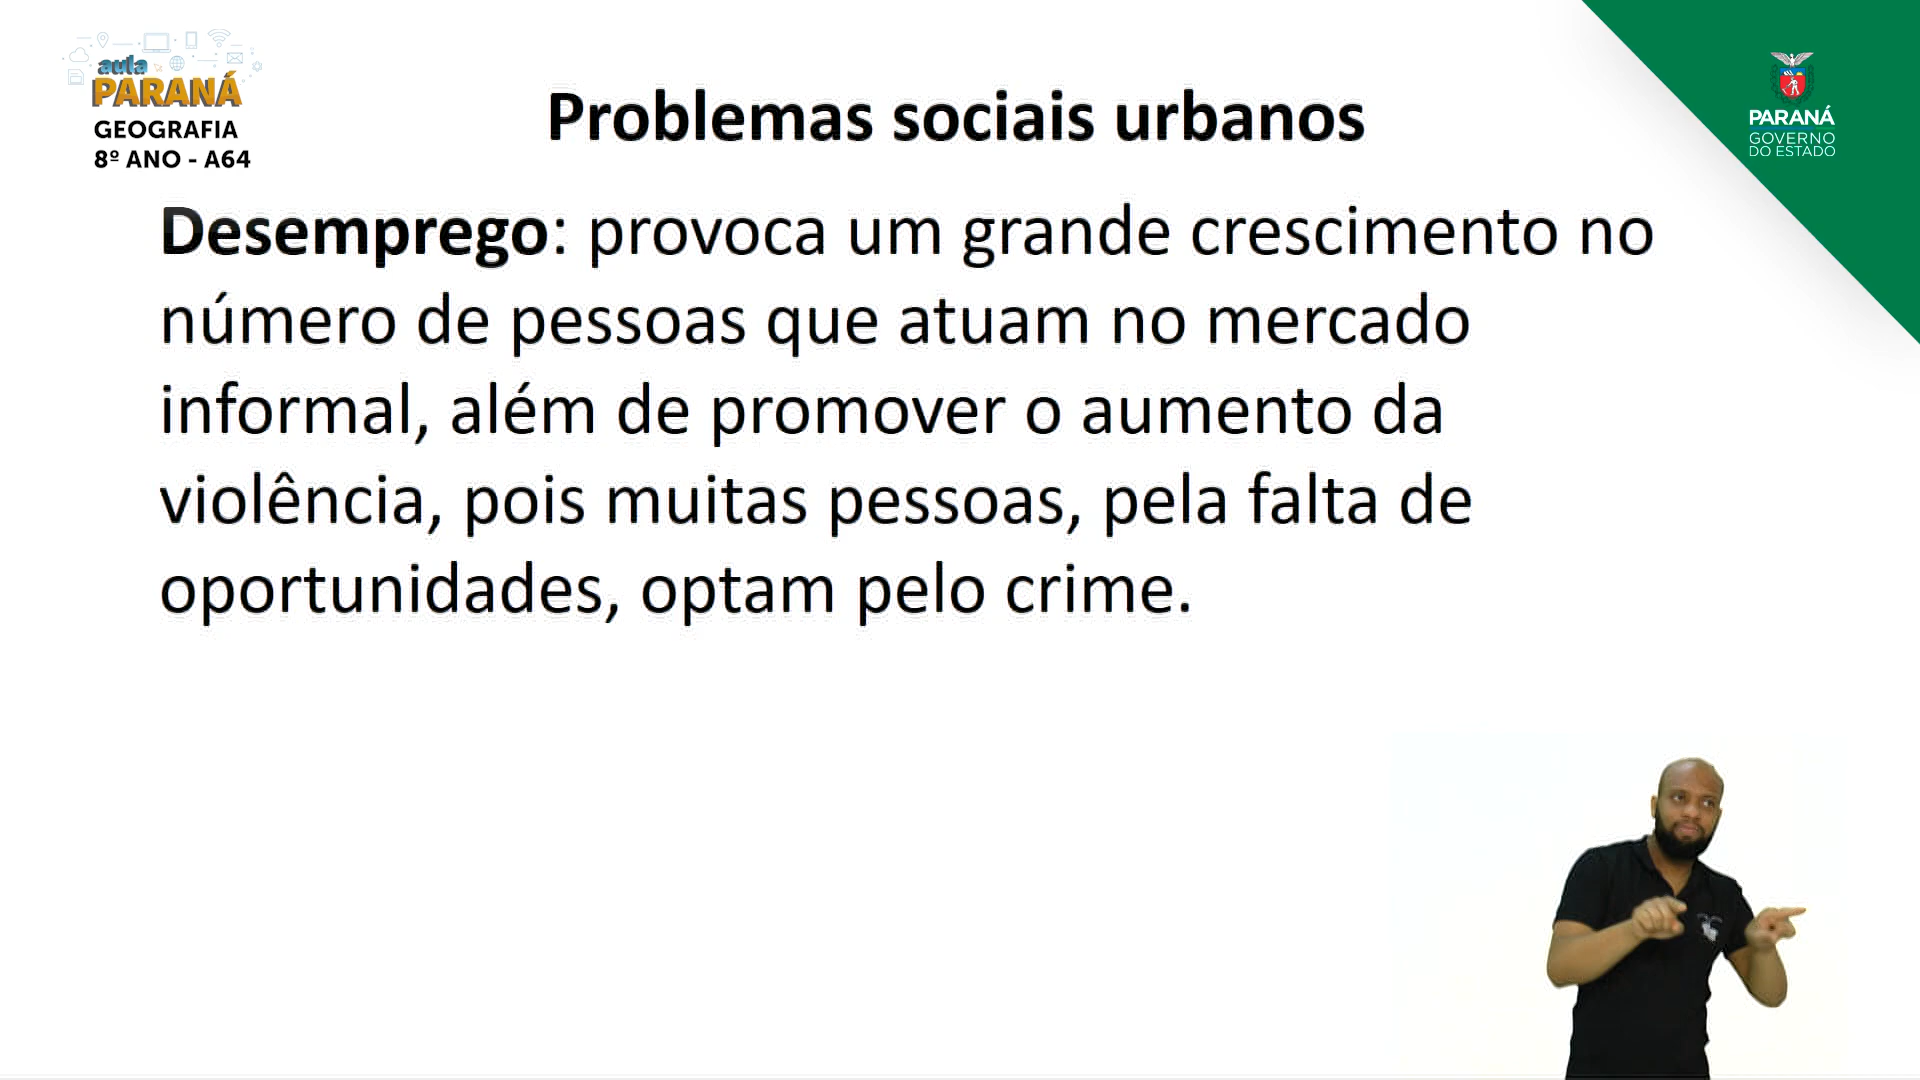 aula
PARANÁ
GEOGRAFIA
8º ANO - A64
Problemas sociais urbanos
PARANÁ
GOVERNO
DO ESTADO
Desemprego: provoca um grande crescimento no
número de pessoas que atuam no mercado
informal, além de promover o aumento da
violência, pois muitas pessoas, pela falta de
oportunidades, optam pelo crime.